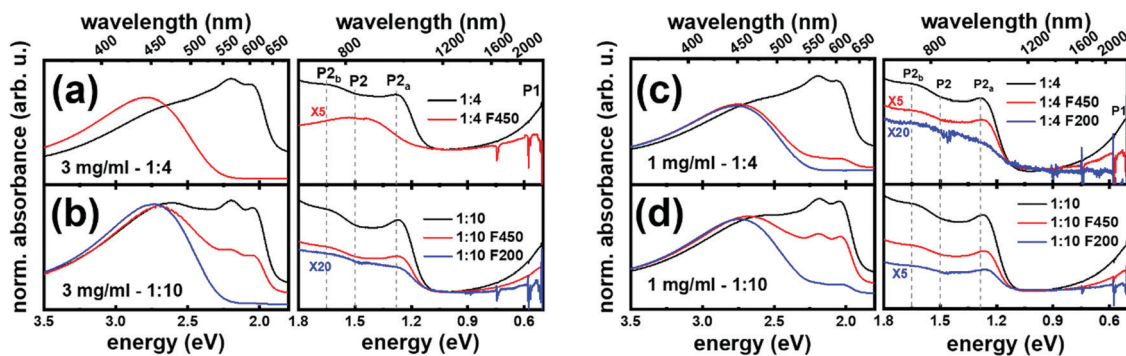 wavelength (nm) wavelength (nm)
400 450 500 550 600 650 800 1200 1600 2000
norm. absorbance (arb. u.)
(a)
3 mg/ml - 1:4
P2b P2 P2a P1
X5
1:4
1:4 F450
(b)
3 mg/ml - 1:10
X20
1:10
1:10 F450
1:10 F200
3.5 3.0 2.5 2.0 1.8 1.5 1.2 0.9 0.6
energy (eV) energy (eV)
wavelength (nm) wavelength (nm)
400 450 500 550 600 650 800 1200 1600 2000
norm. absorbance (arb. u.)
(c)
1 mg/ml - 1:4
P2b P2 P2a P1
X5
X20
1:4
1:4 F450
1:4 F200
(d)
1 mg/ml - 1:10
X5
1:10
1:10 F450
1:10 F200
3.5 3.0 2.5 2.0 1.8 1.5 1.2 0.9 0.6
energy (eV) energy (eV)